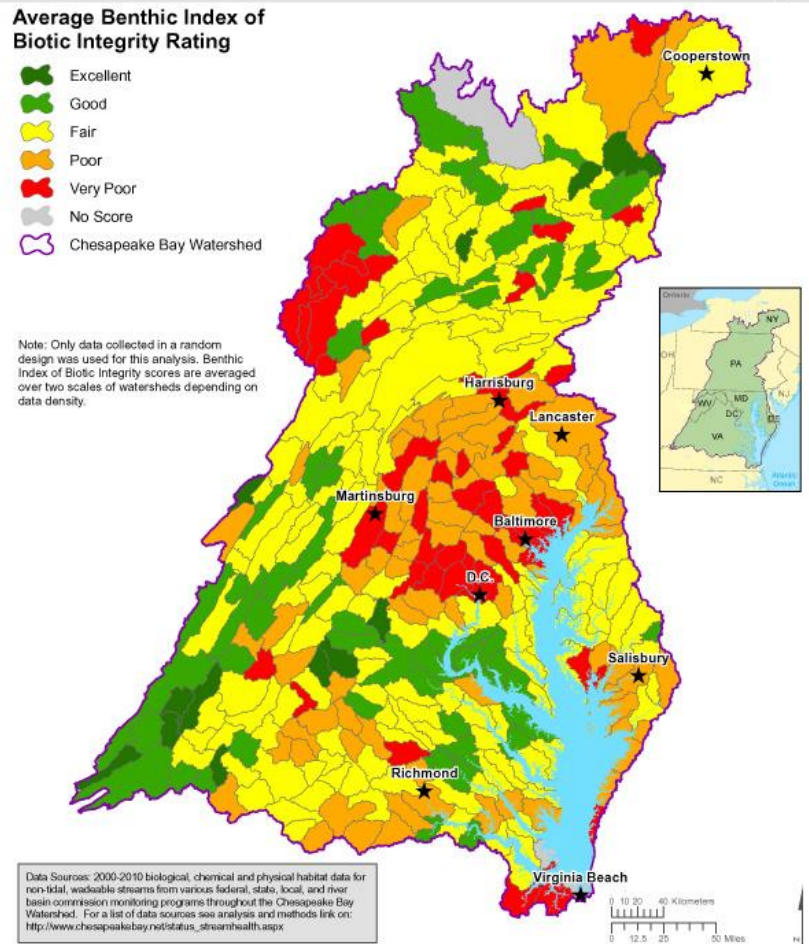 Average Benthic Index of
Biotic Integrity Rating
Excellent
Good
Fair
Poor
Very Poor
No Score
Chesapeake Bay Watershed
Note: Only data collected in a random
design was used for this analysis. Benthic
Index of Biotic Integrity scores are averaged
over two scales of watersheds depending on
data density.
Cooperstown
Harrisburg
Lancaster
Martinsburg
Baltimore
D.C.
Salisbury
Richmond
Virginia Beach
Ontario
NY
OH
PA
NJ
WV
MD
DC
DE
VA
NC
Atlantic
Ocean
Data Sources: 2000-2010 biological, chemical and physical habitat data for
non-tidal, wadeable streams from various federal, state, local, and river
basin commission monitoring programs throughout the Chesapeake Bay
Watershed. For a list of data sources see analysis and methods link on:
http://www.chesapeakebay.net/status_streamhealth.aspx
0 10 20 40 Kilometers
0 12.5 25 50 Miles
N